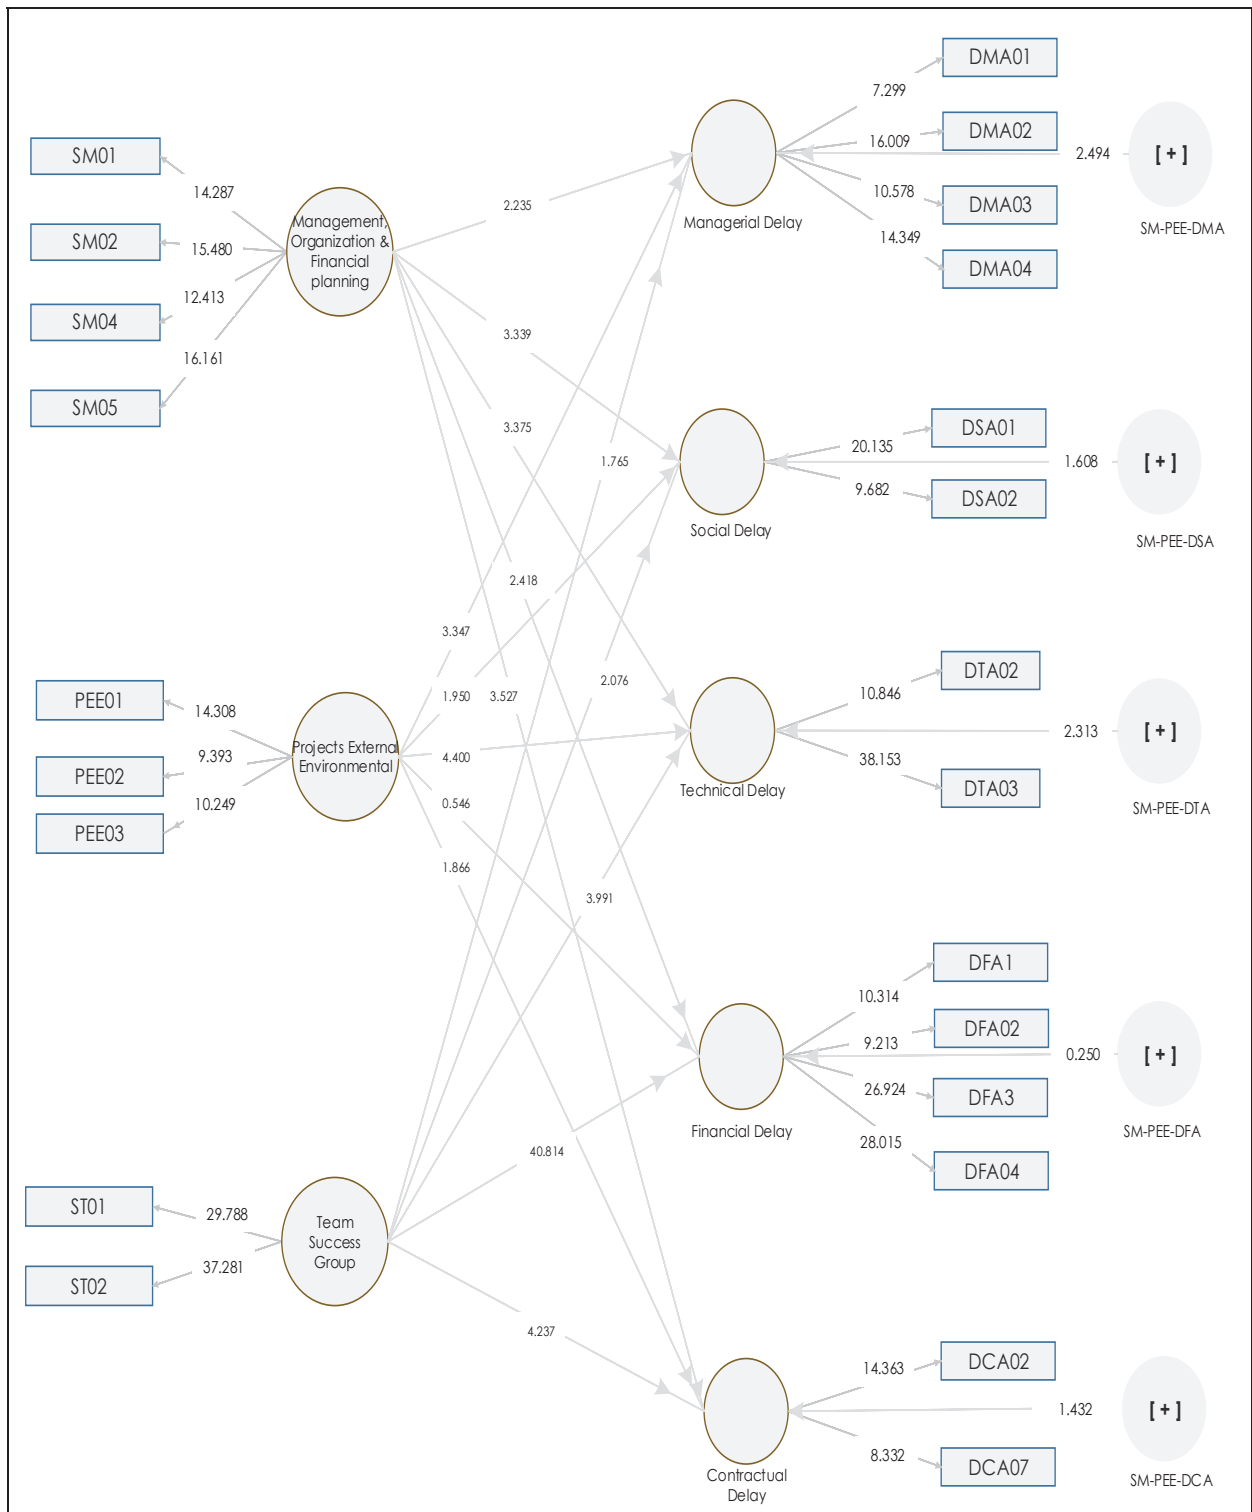 SM01
SM02
SM04
SM05
14.287
15.480
12.413
16.161
Management,
Organization &
Financial
planning
PEE01
PEE02
PEE03
14.308
9.393
10.249
Projects External
Environmental
ST01
ST02
29.788
37.281
Team
Success
Group
2.235
3.339
3.375
1.765
2.418
3.347
1.950
3.527
2.076
4.400
0.546
1.866
3.991
40.814
4.237
Managerial Delay
7.299
16.009
10.578
14.349
DMA01
DMA02
DMA03
DMA04
2.494
[+]
SM-PEE-DMA
Social Delay
20.135
9.682
DSA01
DSA02
1.608
[+]
SM-PEE-DSA
Technical Delay
10.846
38.153
DTA02
DTA03
2.313
[+]
SM-PEE-DTA
Financial Delay
10.314
9.213
26.924
28.015
DFA1
DFA02
DFA3
DFA04
0.250
[+]
SM-PEE-DFA
Contractual
Delay
14.363
8.332
DCA02
DCA07
1.432
[+]
SM-PEE-DCA